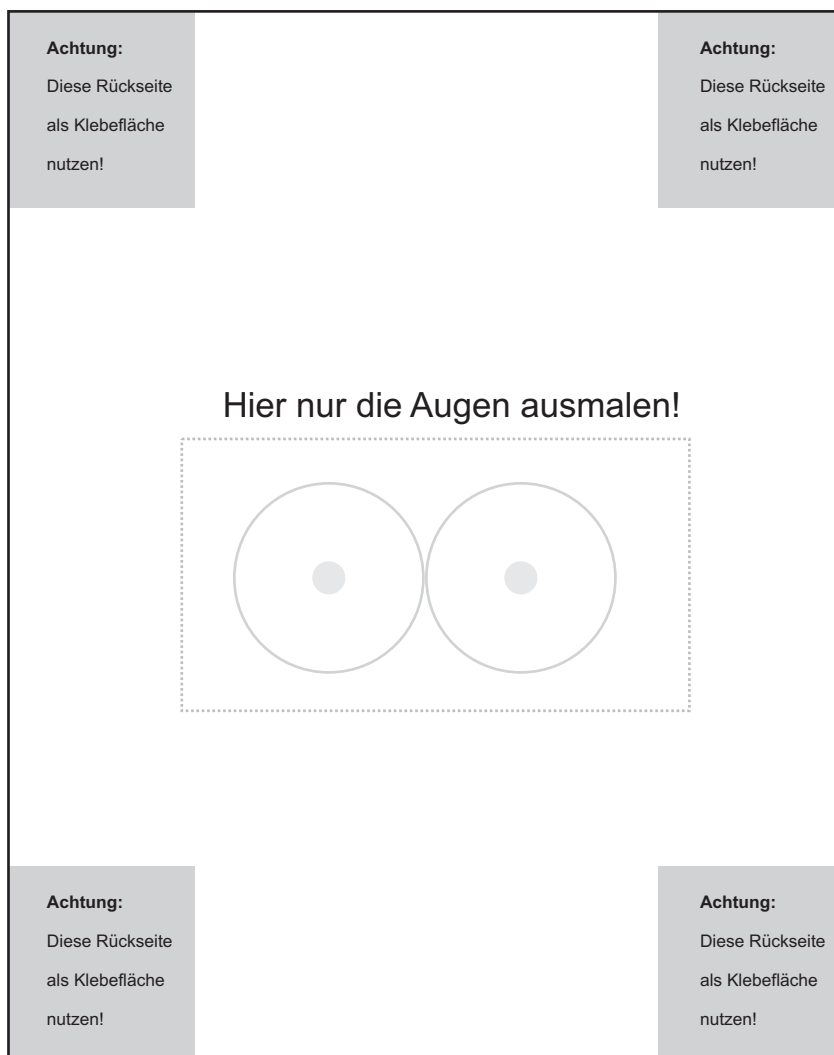 Achtung:
Diese Rückseite
als Klebefläche
nutzen!
Achtung:
Diese Rückseite
als Klebefläche
nutzen!
Hier nur die Augen ausmalen!
Achtung:
Diese Rückseite
als Klebefläche
nutzen!
Achtung:
Diese Rückseite
als Klebefläche
nutzen!